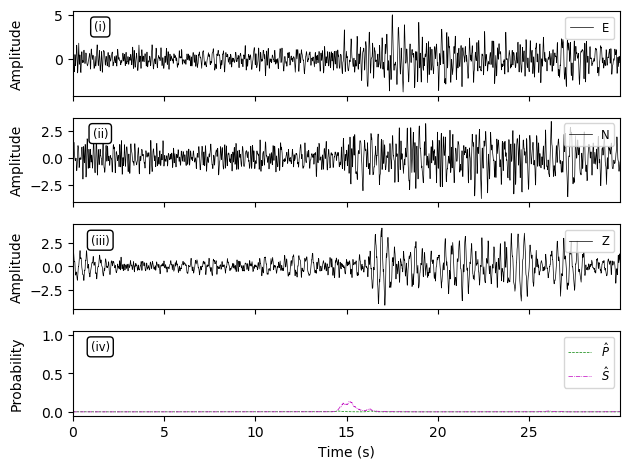 (i)
E
5
0
Amplitude
(ii)
N
2.5
0.0
−2.5
Amplitude
(iii)
Z
2.5
0.0
−2.5
Amplitude
(iv)
P̂
Ŝ
1.0
0.5
0.0
Probability
0 5 10 15 20 25
Time (s)